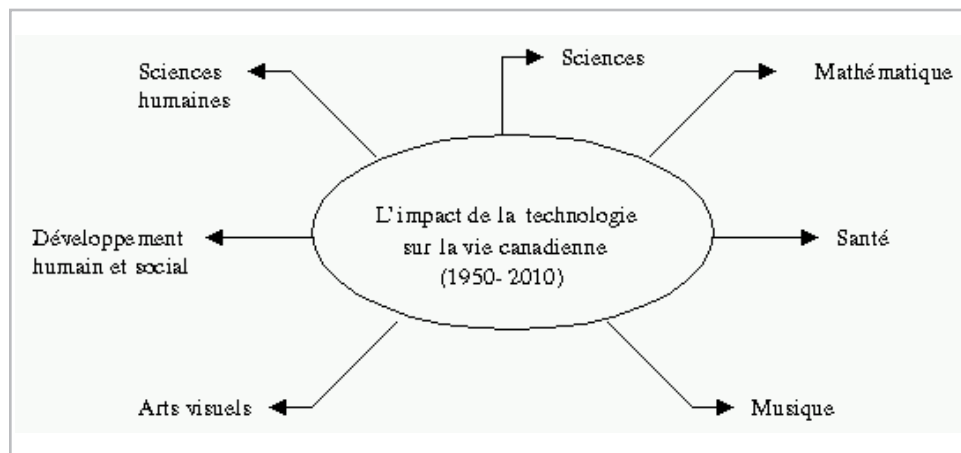 Sciences
humaines
Sciences
Mathématique
L'impact de la technologie
sur la vie canadienne
(1950-2010)
Développement
humain et social
Santé
Arts visuels
Musique